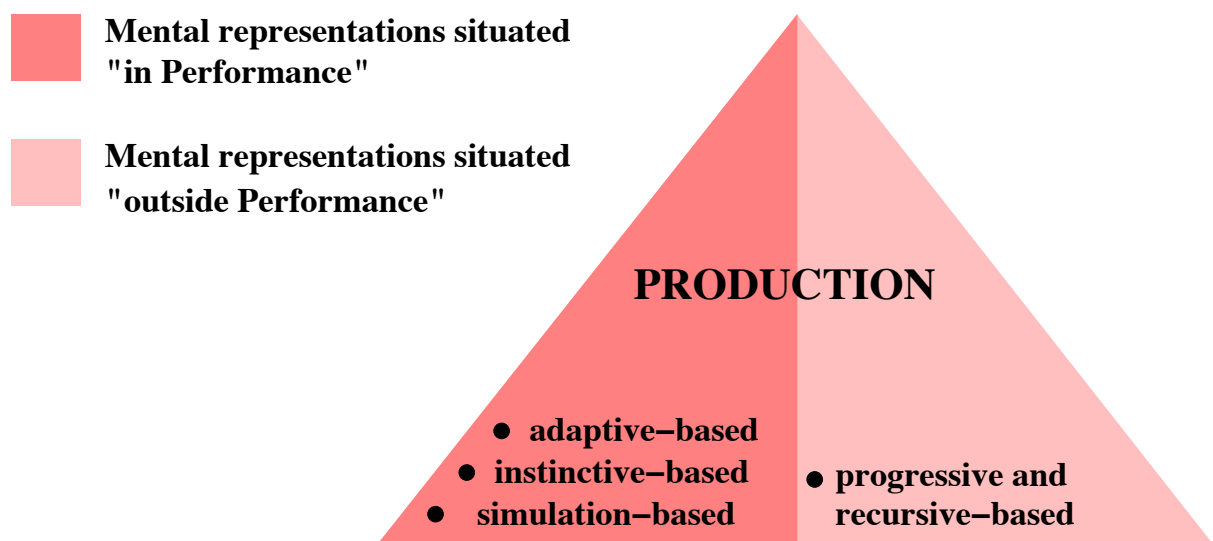 Mental representations situated
"in Performance"
Mental representations situated
"outside Performance"
PRODUCTION
● adaptive−based
● instinctive−based
● simulation−based
● progressive and
recursive−based